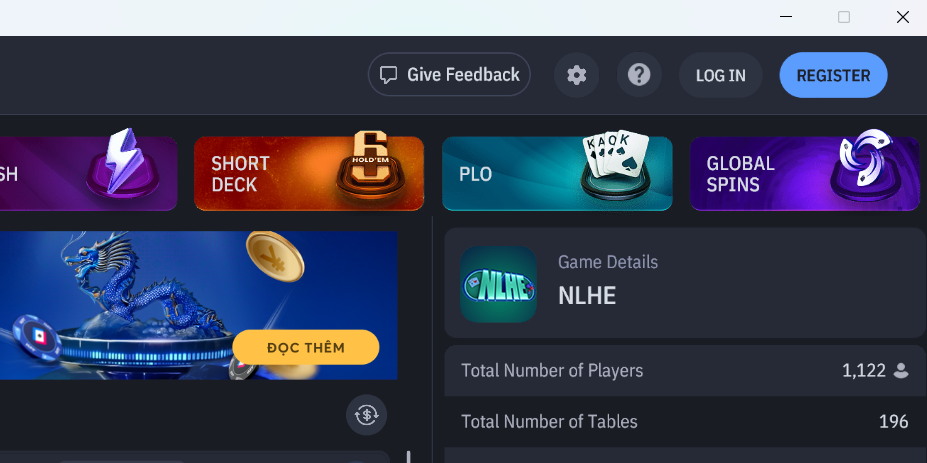 Give Feedback
LOG IN
REGISTER
SH
SHORT
DECK
HOLD'EM
PLO
K A Q K
GLOBAL
SPINS
Game Details
NLHE
NLHE
ĐỌC THÊM
Total Number of Players
1,122
Total Number of Tables
196